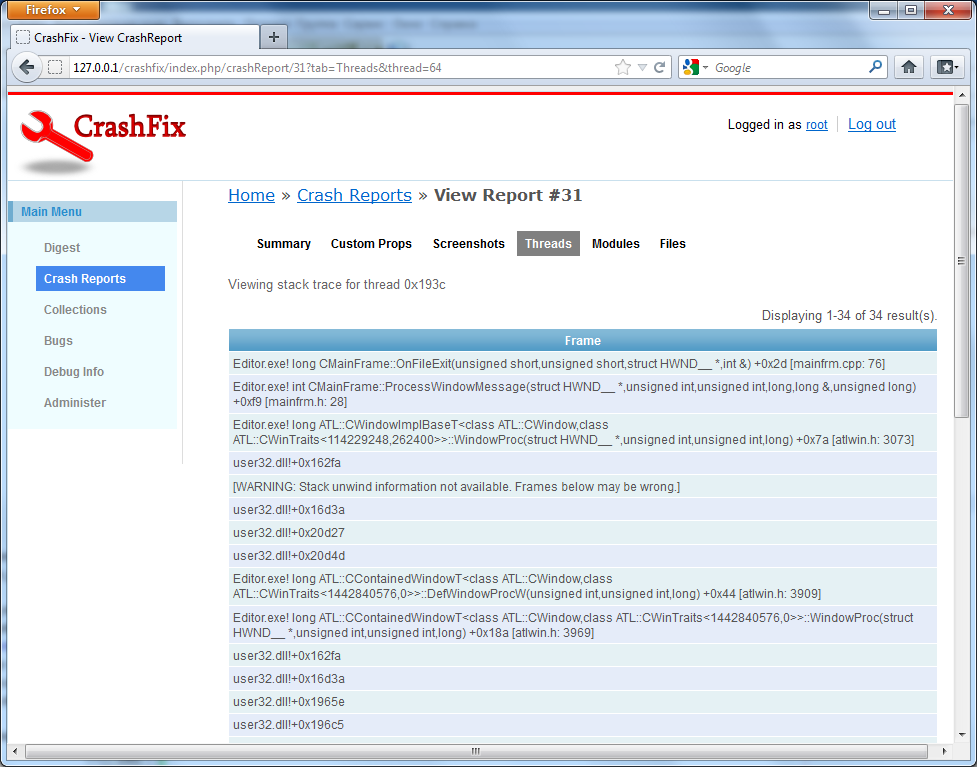 Firefox
CrashFix - View CrashReport
127.0.0.1/crashfix/index.php/crashReport/31?tab=Threads&thread=64
Google
CrashFix
Logged in as root
Log out
Main Menu
Digest
Crash Reports
Collections
Bugs
Debug Info
Administer
Home » Crash Reports » View Report #31
Summary Custom Props Screenshots Threads Modules Files
Viewing stack trace for thread 0x193c
Displaying 1-34 of 34 result(s).
Frame
Editor.exe! long CMainFrame::OnFileExit(unsigned short,unsigned short,struct HWND__ *,int &) +0x2d [mainfrm.cpp: 76]
Editor.exe! int CMainFrame::ProcessWindowMessage(struct HWND__ *,unsigned int,unsigned int,long,long &,unsigned long)
+0xf9 [mainfrm.h: 28]
Editor.exe! long ATL::CWindowImplBaseT<class ATL::CWindow,class
ATL::CWinTraits<114229248,262400>>::WindowProc(struct HWND__ *,unsigned int,unsigned int,long) +0x7a [atlwin.h: 3073]
user32.dll!+0x162fa
[WARNING: Stack unwind information not available. Frames below may be wrong.]
user32.dll!+0x16d3a
user32.dll!+0x20d27
user32.dll!+0x20d4d
Editor.exe! long ATL::CContainedWindowT<class ATL::CWindow,class
ATL::CWinTraits<1442840576,0>>::DefWindowProcW(unsigned int,unsigned int,long) +0x44 [atlwin.h: 3909]
Editor.exe! long ATL::CContainedWindowT<class ATL::CWindow,class ATL::CWinTraits<1442840576,0>>::WindowProc(struct
HWND__ *,unsigned int,unsigned int,long) +0x18a [atlwin.h: 3969]
user32.dll!+0x162fa
user32.dll!+0x16d3a
user32.dll!+0x1965e
user32.dll!+0x196c5